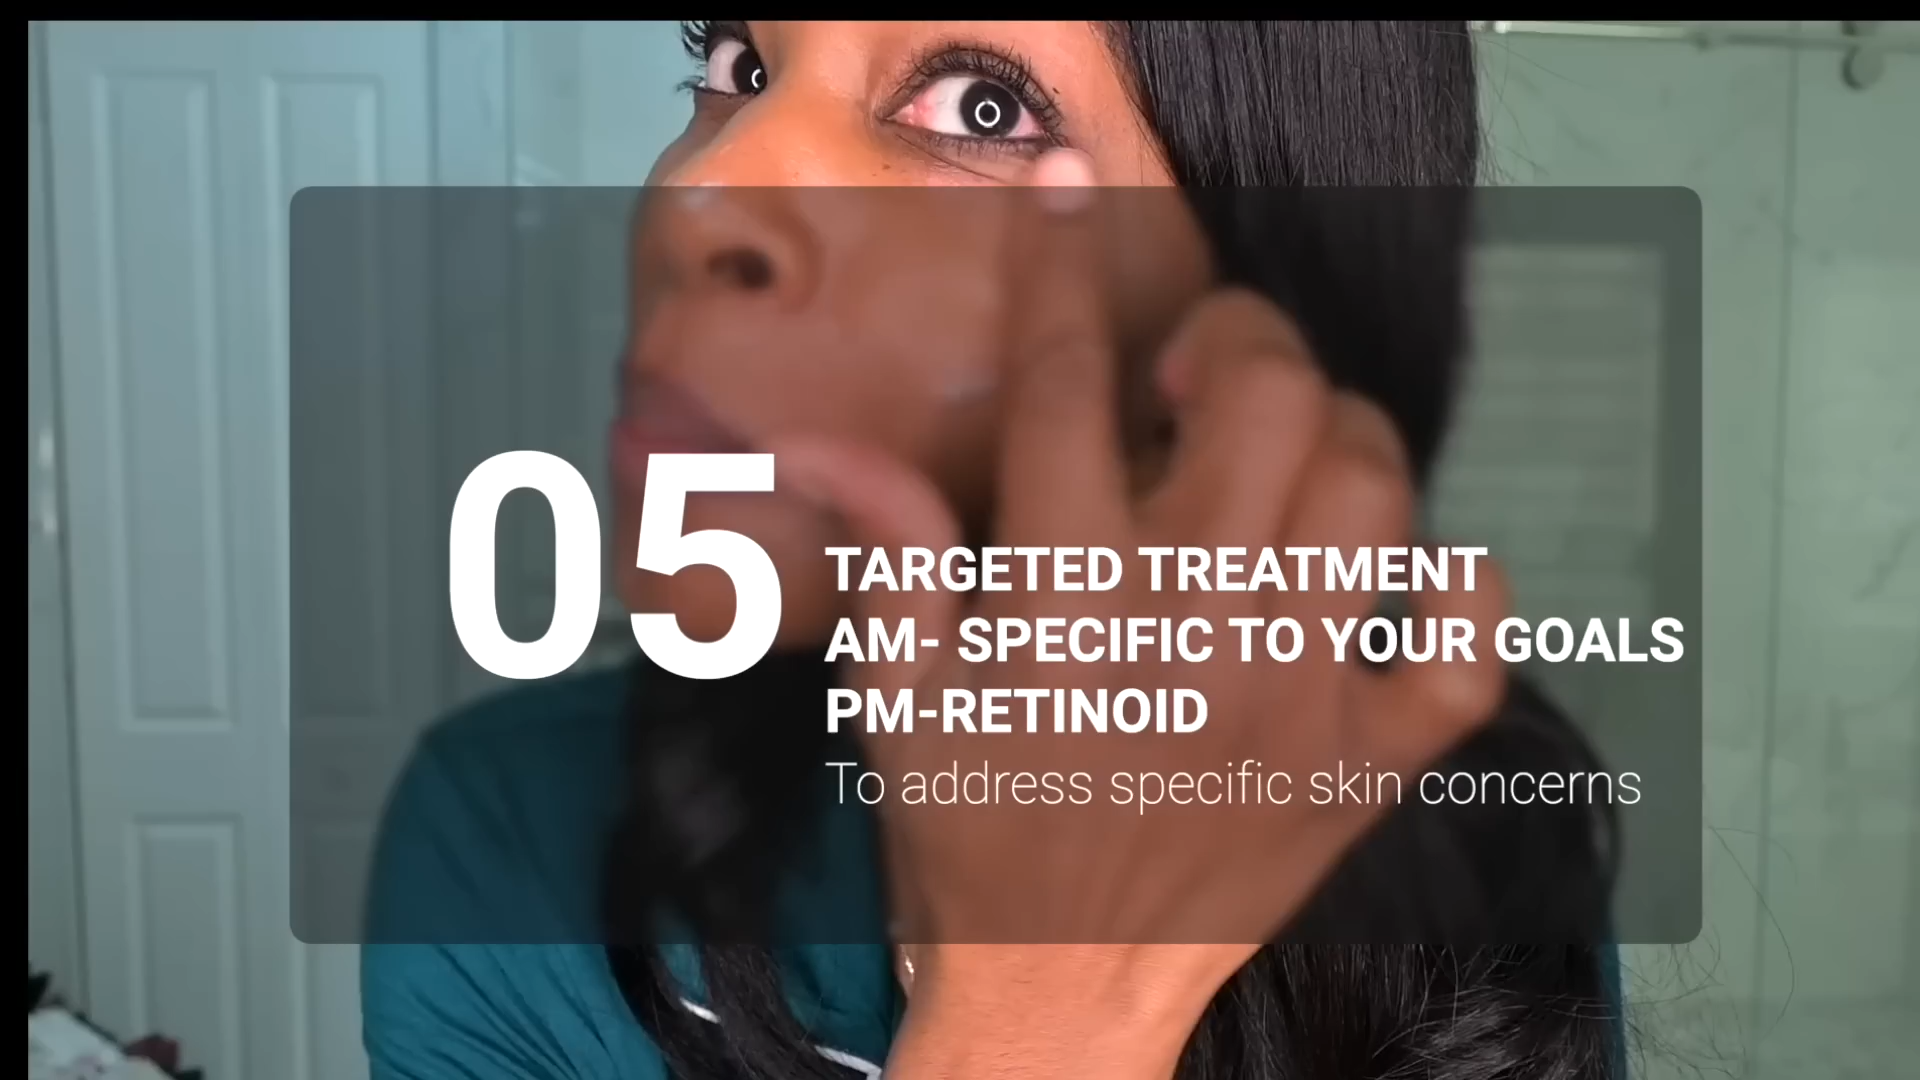 05
TARGETED TREATMENT
AM- SPECIFIC TO YOUR GOALS
PM-RETINOID
To address specific skin concerns